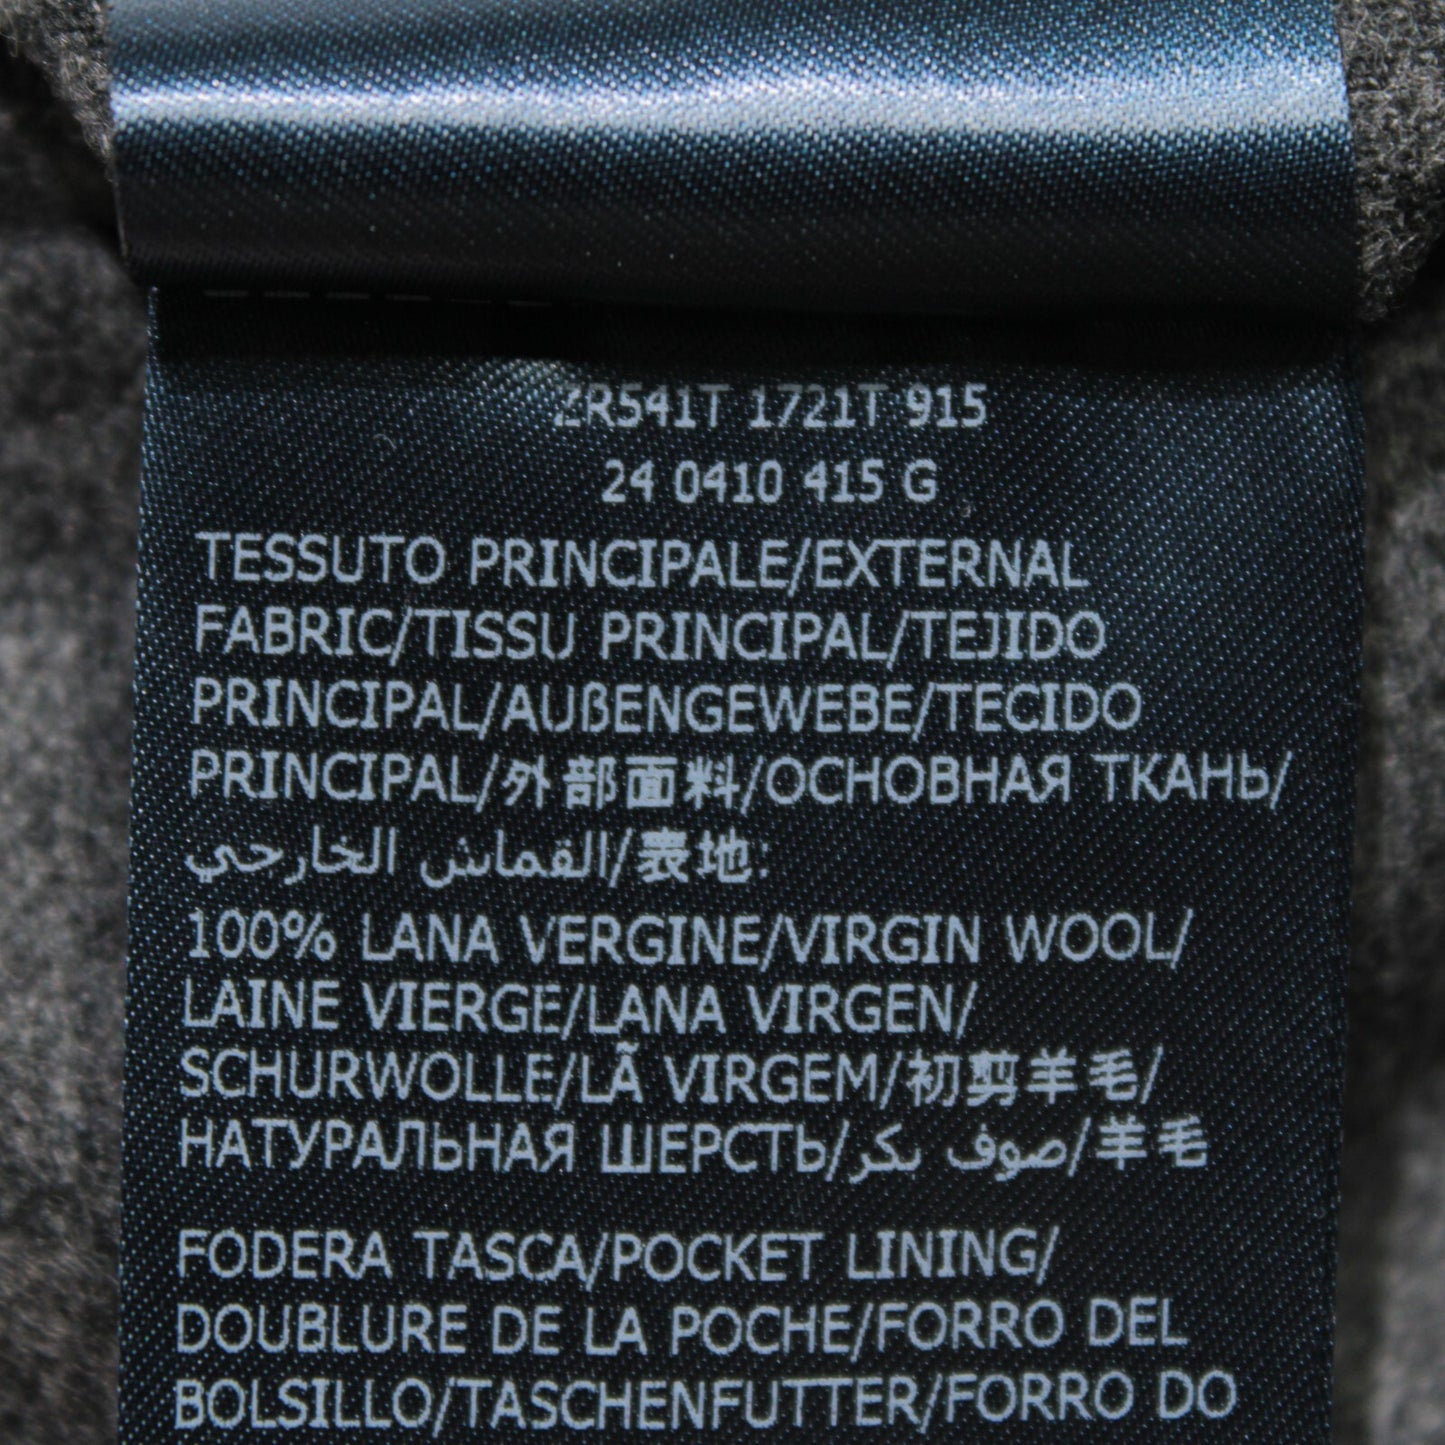 ZR541T 1721T 915
24 0410 415 G
TESSUTO PRINCIPALE/EXTERNAL
FABRIC/TISSU PRINCIPAL/TEJIDO
PRINCIPAL/AUßENGEWEBE/TECIDO
PRINCIPAL/外部面料/ОСНОВНАЯ ТКАНЬ/
القماش الخارجي/表地:
100% LANA VERGINE/VIRGIN WOOL/
LAINE VIERGE/LANA VIRGEN/
SCHURWOLLE/LÃ VIRGEM/初剪羊毛/
НАТУРАЛЬНАЯ ШЕРСТЬ/صوف بكر/羊毛
FODERA TASCA/POCKET LINING/
DOUBLURE DE LA POCHE/FORRO DEL
BOLSILLO/TASCHENFUTTER/FORRO DO